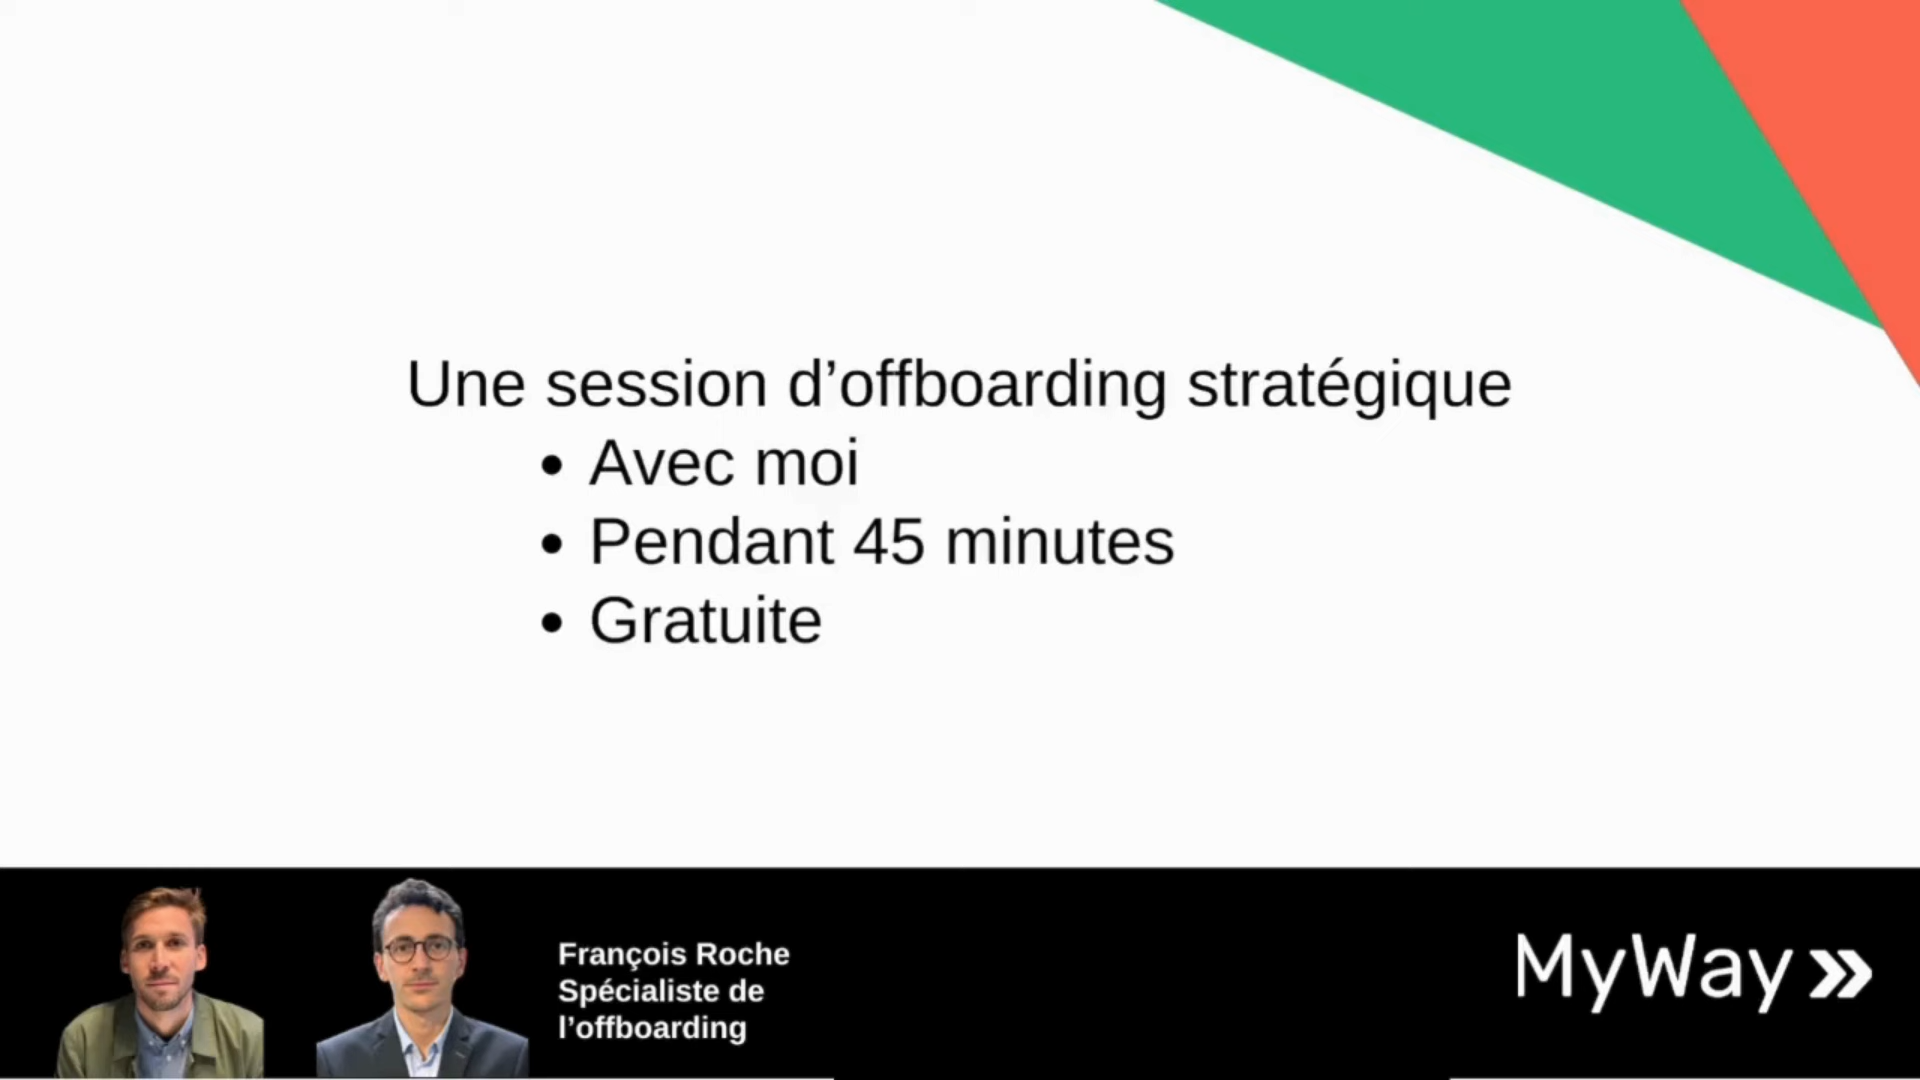 Une session d’offboarding stratégique
• Avec moi
• Pendant 45 minutes
• Gratuite
François Roche
Spécialiste de
l’offboarding
MyWay